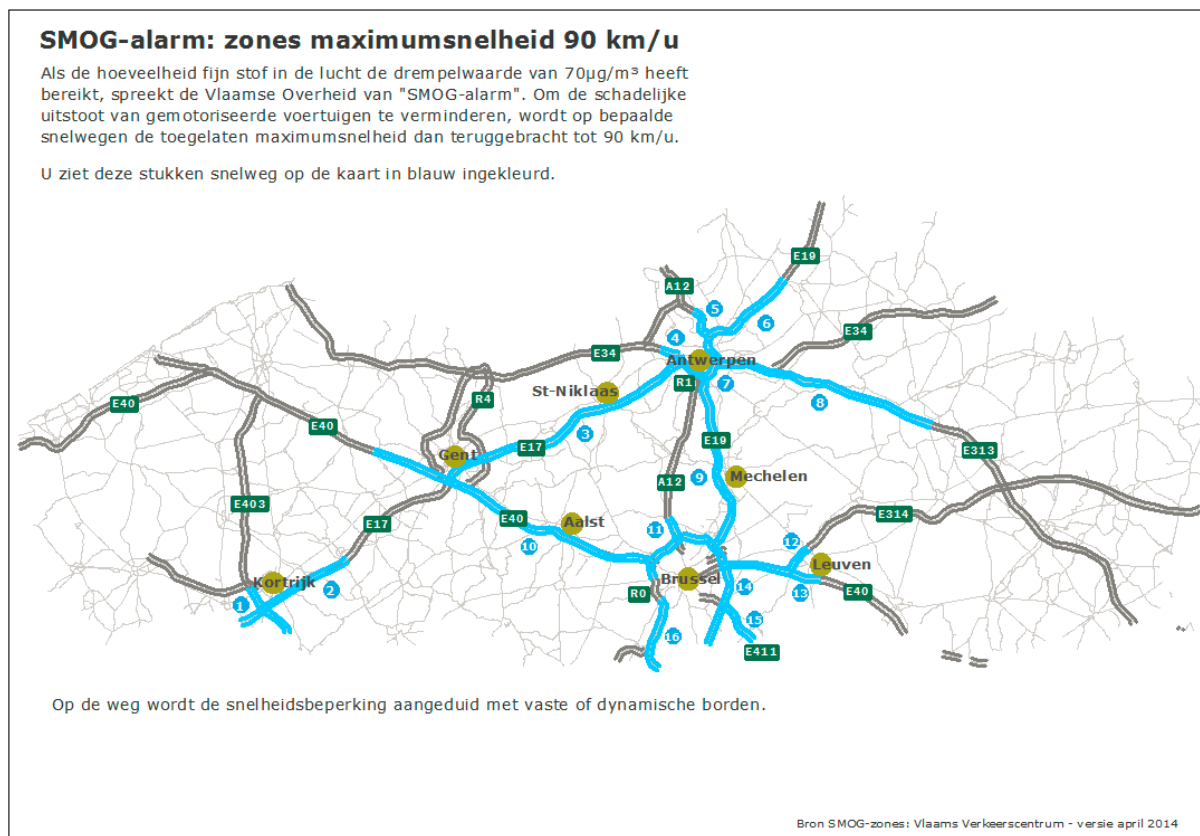 SMOG-alarm: zones maximumsnelheid 90 km/u
Als de hoeveelheid fijn stof in de lucht de drempelwaarde van 70µg/m³ heeft
bereikt, spreekt de Vlaamse Overheid van "SMOG-alarm". Om de schadelijke
uitstoot van gemotoriseerde voertuigen te verminderen, wordt op bepaalde
snelwegen de toegelaten maximumsnelheid dan teruggebracht tot 90 km/u.
U ziet deze stukken snelweg op de kaart in blauw ingekleurd.
E19
A12
5
6
4
E34
E34
Antwerpen
R1
7
St-Niklaas
R4
8
E40
E40
3
E19
E17
Gent
E313
9
Mechelen
A12
E403
E17
E40
Aalst
E314
11
10
12
Leuven
Kortrijk
Brussel
2
14
13
E40
R0
1
15
16
E411
Op de weg wordt de snelheidsbeperking aangeduid met vaste of dynamische borden.
Bron SMOG-zones: Vlaams Verkeerscentrum - versie april 2014